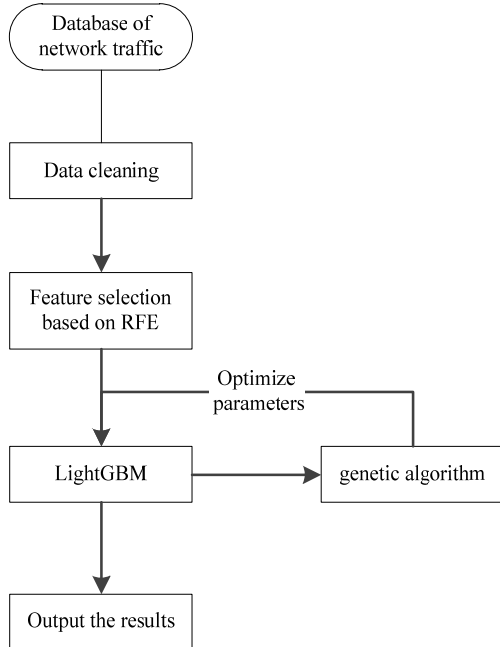 Database of
network traffic
Data cleaning
Feature selection
based on RFE
Optimize
parameters
LightGBM
genetic algorithm
Output the results